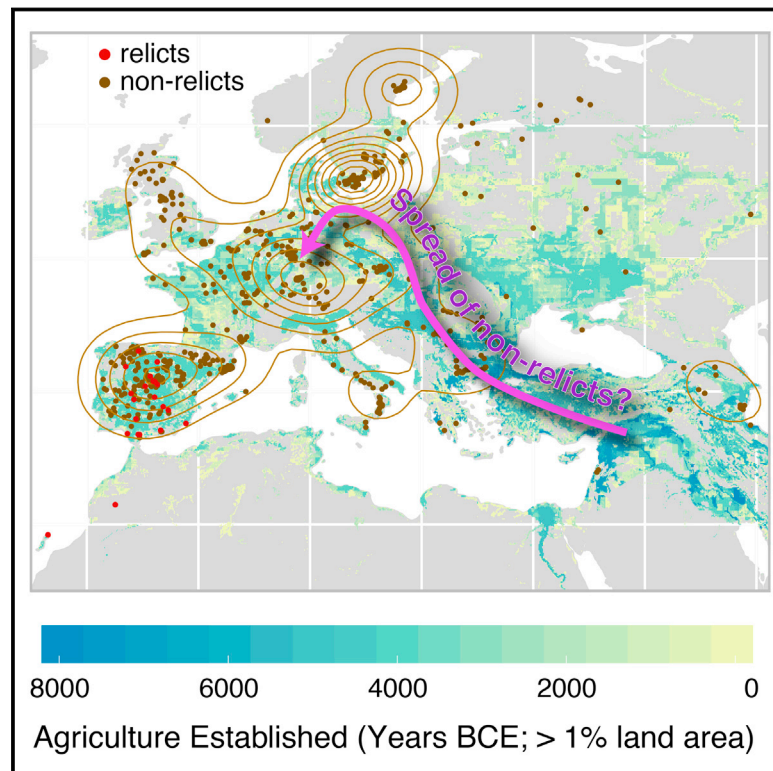 relicts
non-relicts
Spread of non-relicts?
8000 6000 4000 2000 0
Agriculture Established (Years BCE; > 1% land area)